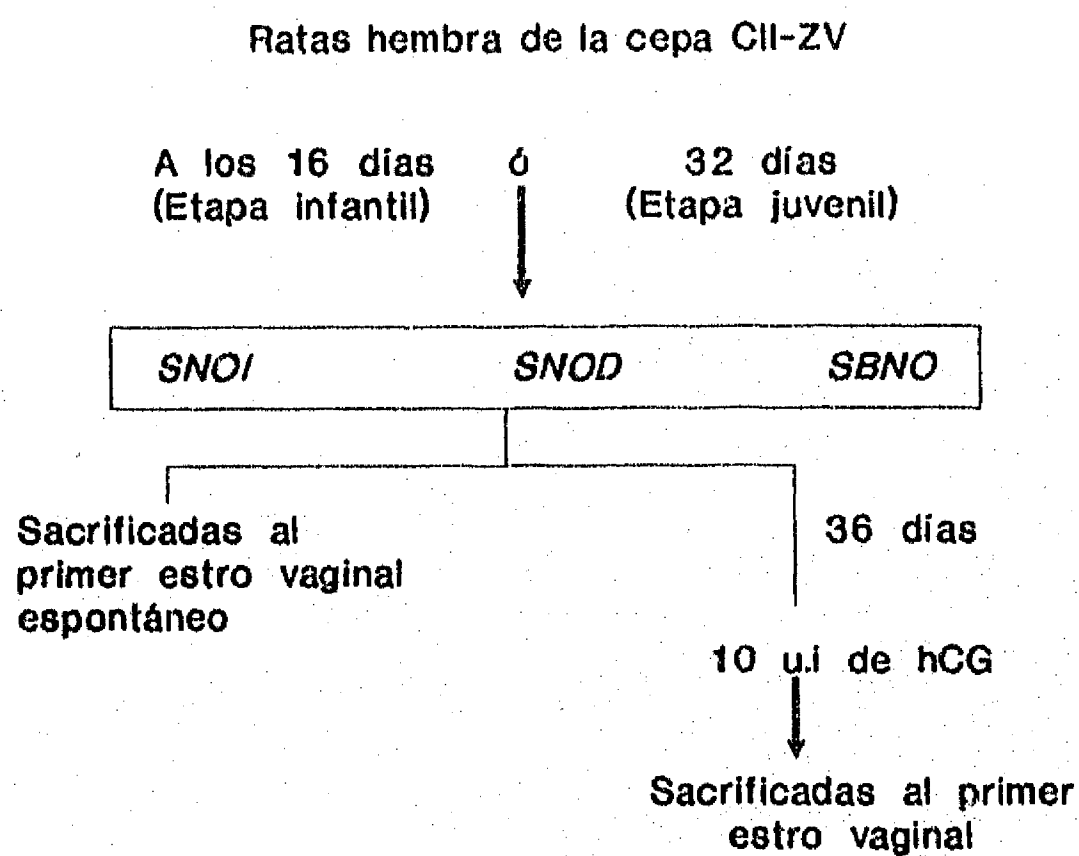 Ratas hembra de la cepa CII-ZV
A los 16 días ó 32 días
(Etapa infantil) (Etapa juvenil)
SNOI SNOD SBNO
Sacrificadas al
primer estro vaginal
espontáneo
36 días
10 u.i de hCG
Sacrificadas al primer
estro vaginal